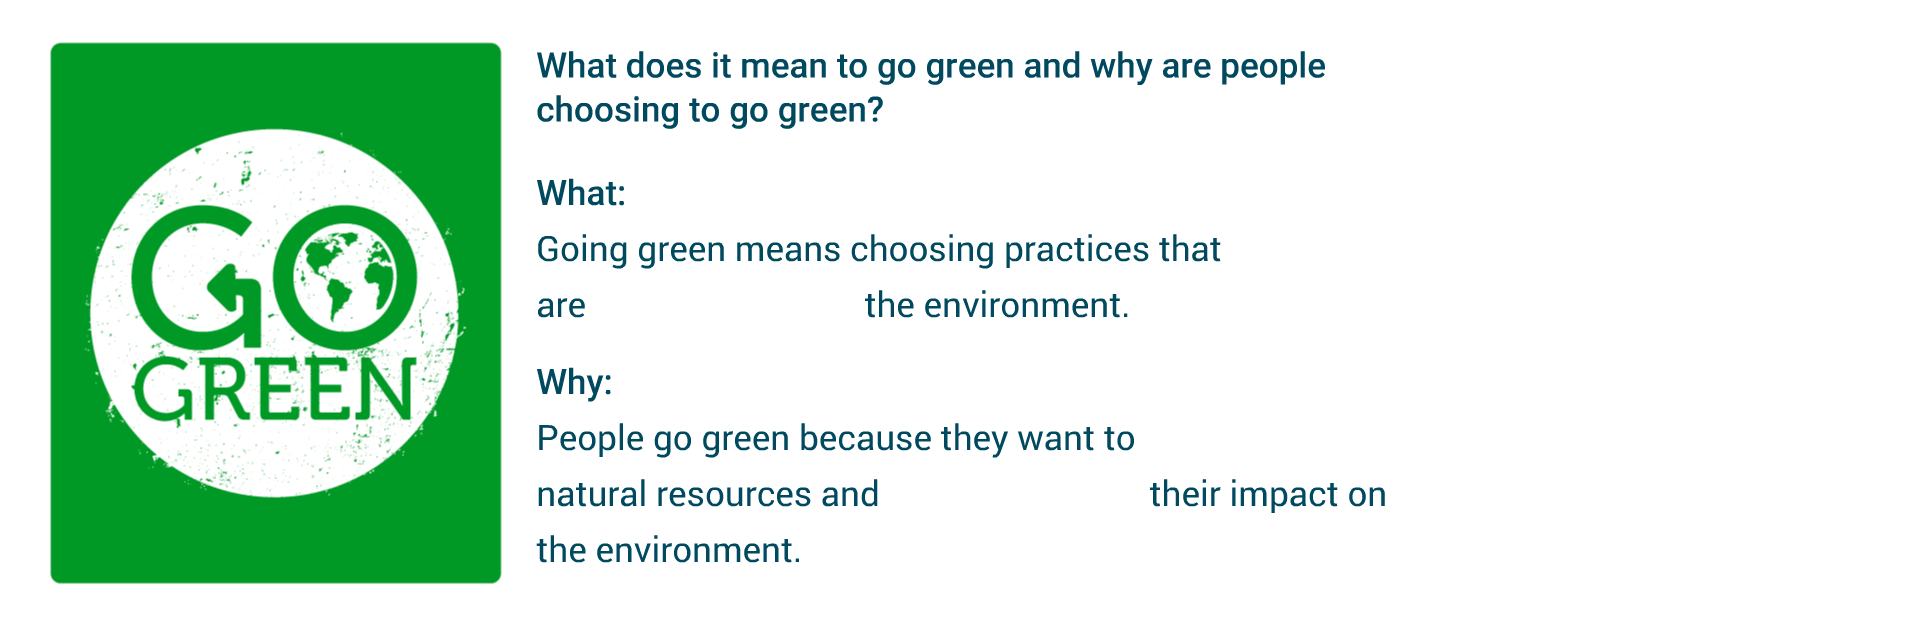 GO
GREEN
What does it mean to go green and why are people
choosing to go green?
What:
Going green means choosing practices that
are the environment.
Why:
People go green because they want to
natural resources and their impact on
the environment.